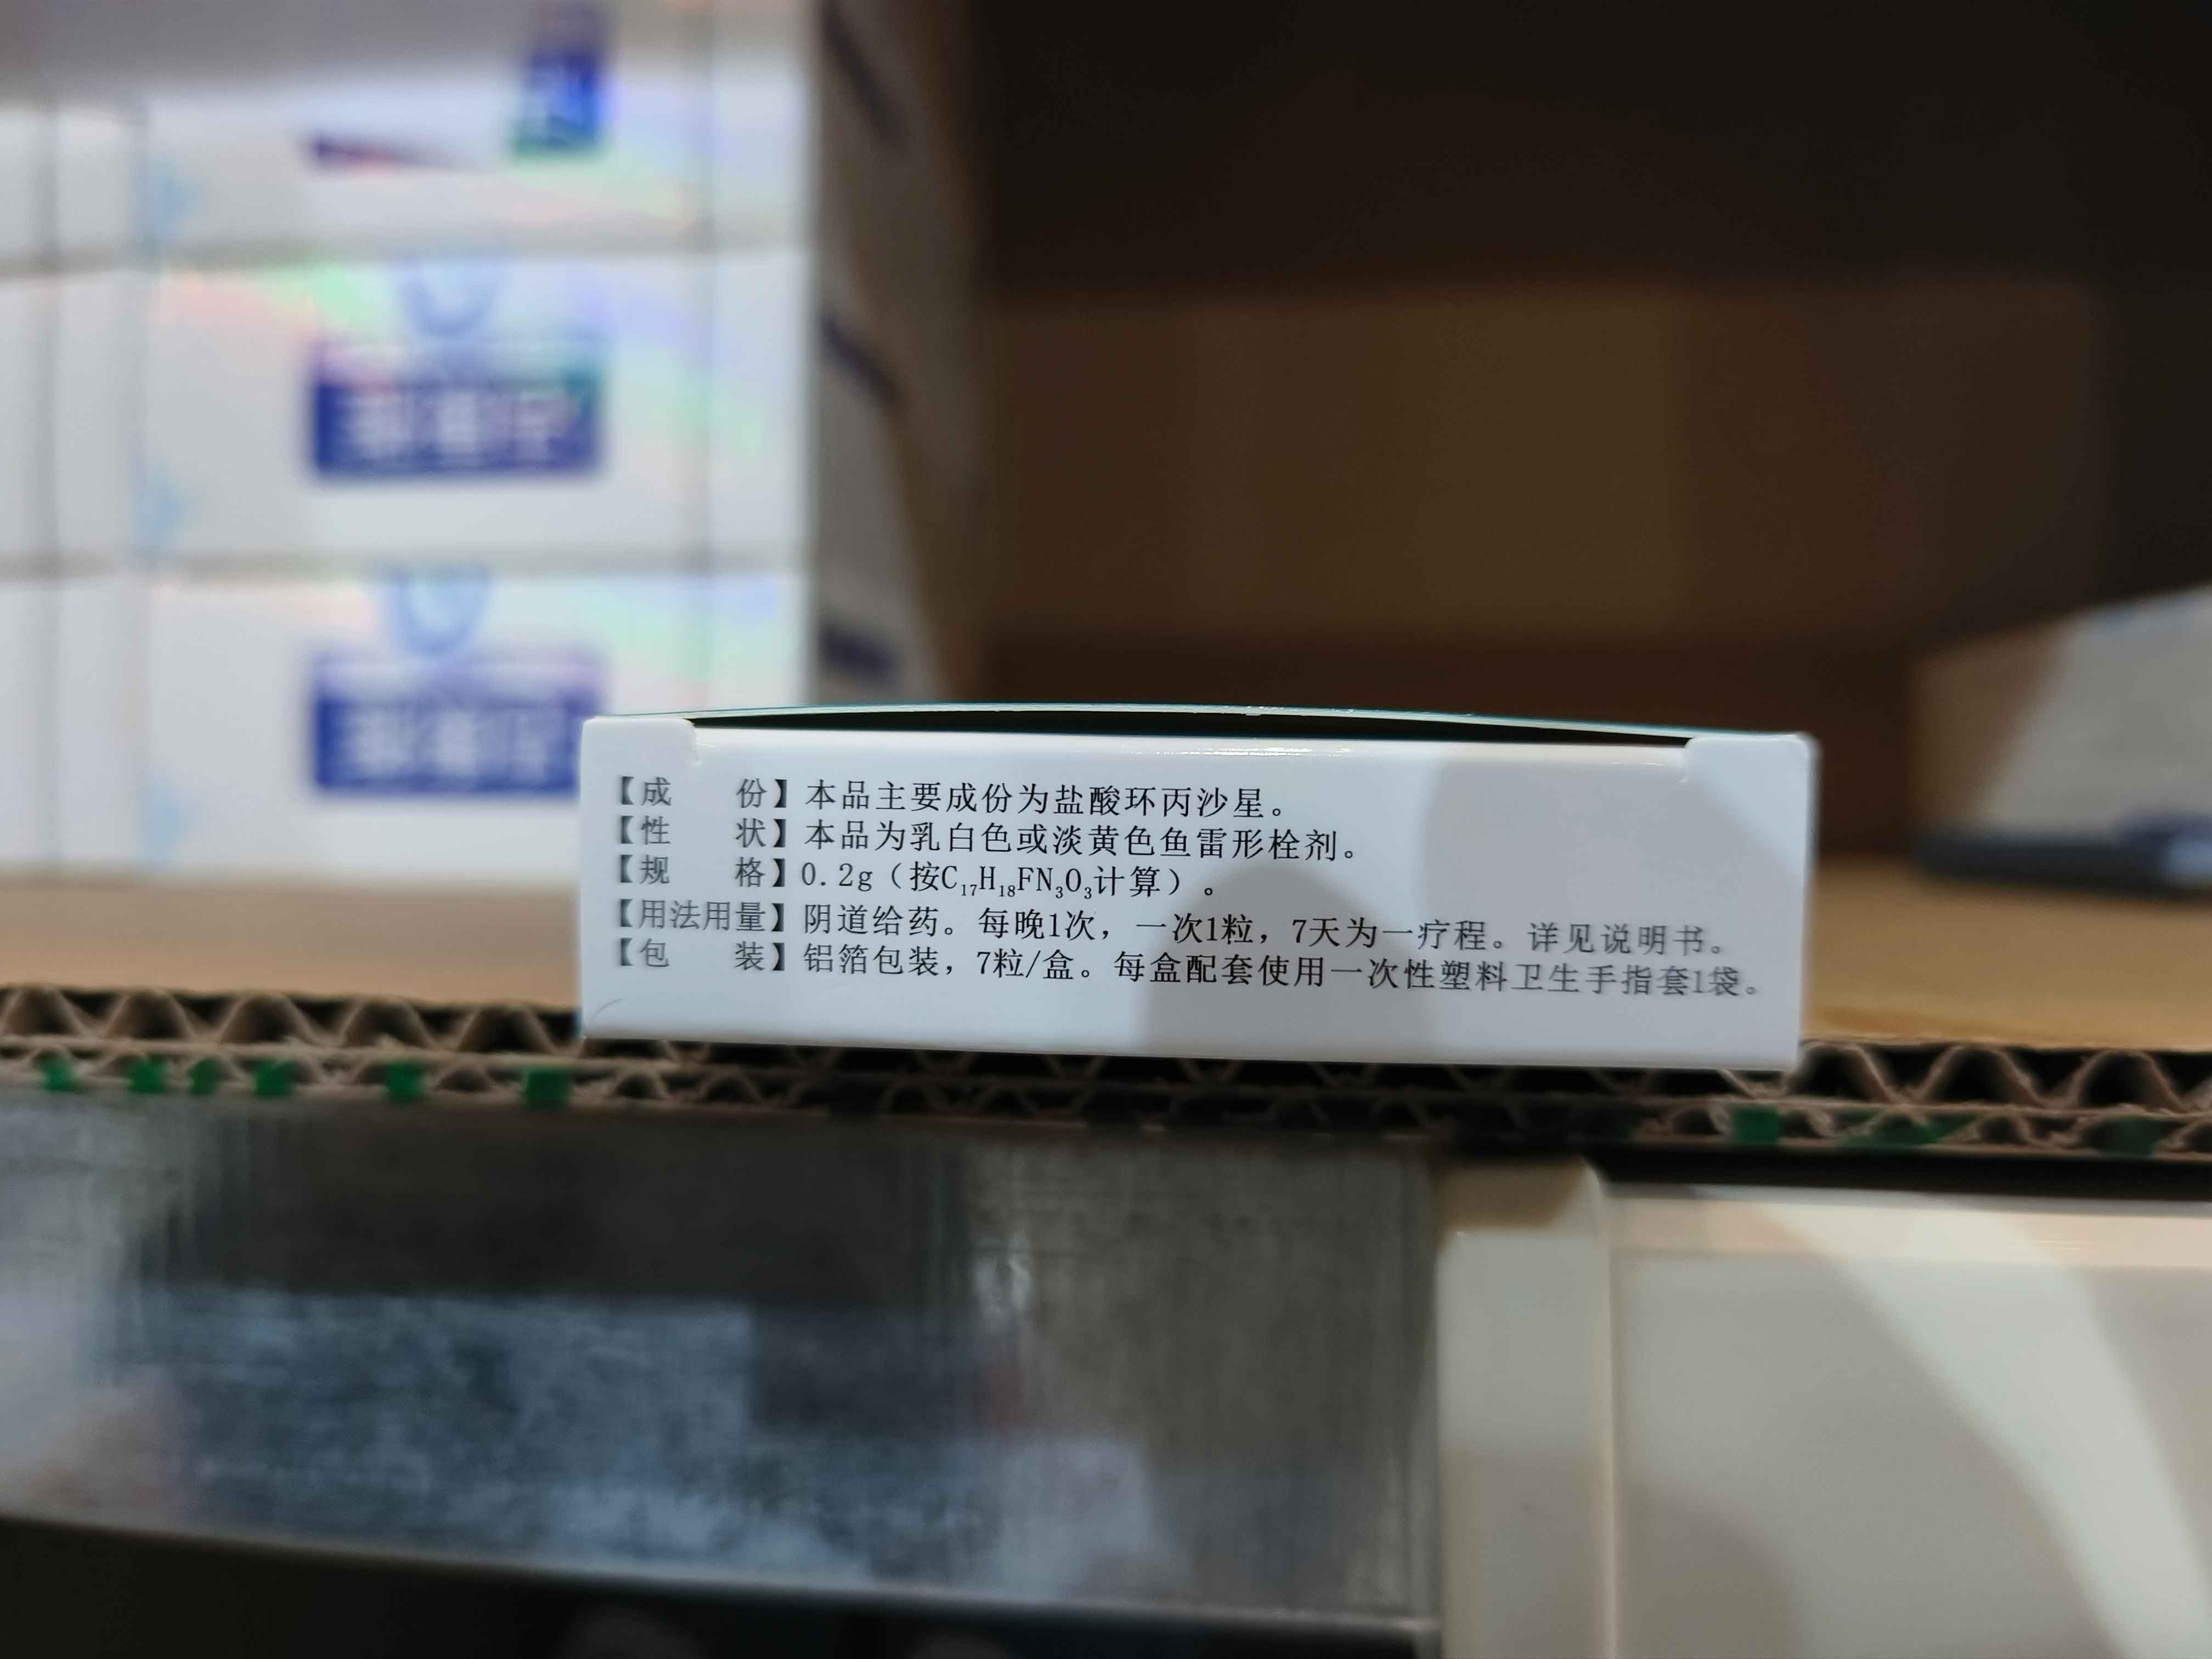 【成　　份】本品主要成份为盐酸环丙沙星。
【性　　状】本品为乳白色或淡黄色鱼雷形栓剂。
【规　　格】0.2g（按C₁₇H₁₈FN₃O₃计算）。
【用法用量】阴道给药。每晚1次，一次1粒，7天为一疗程。详见说明书。
【包　　装】铝箔包装，7粒/盒。每盒配套使用一次性塑料卫生手指套1袋。